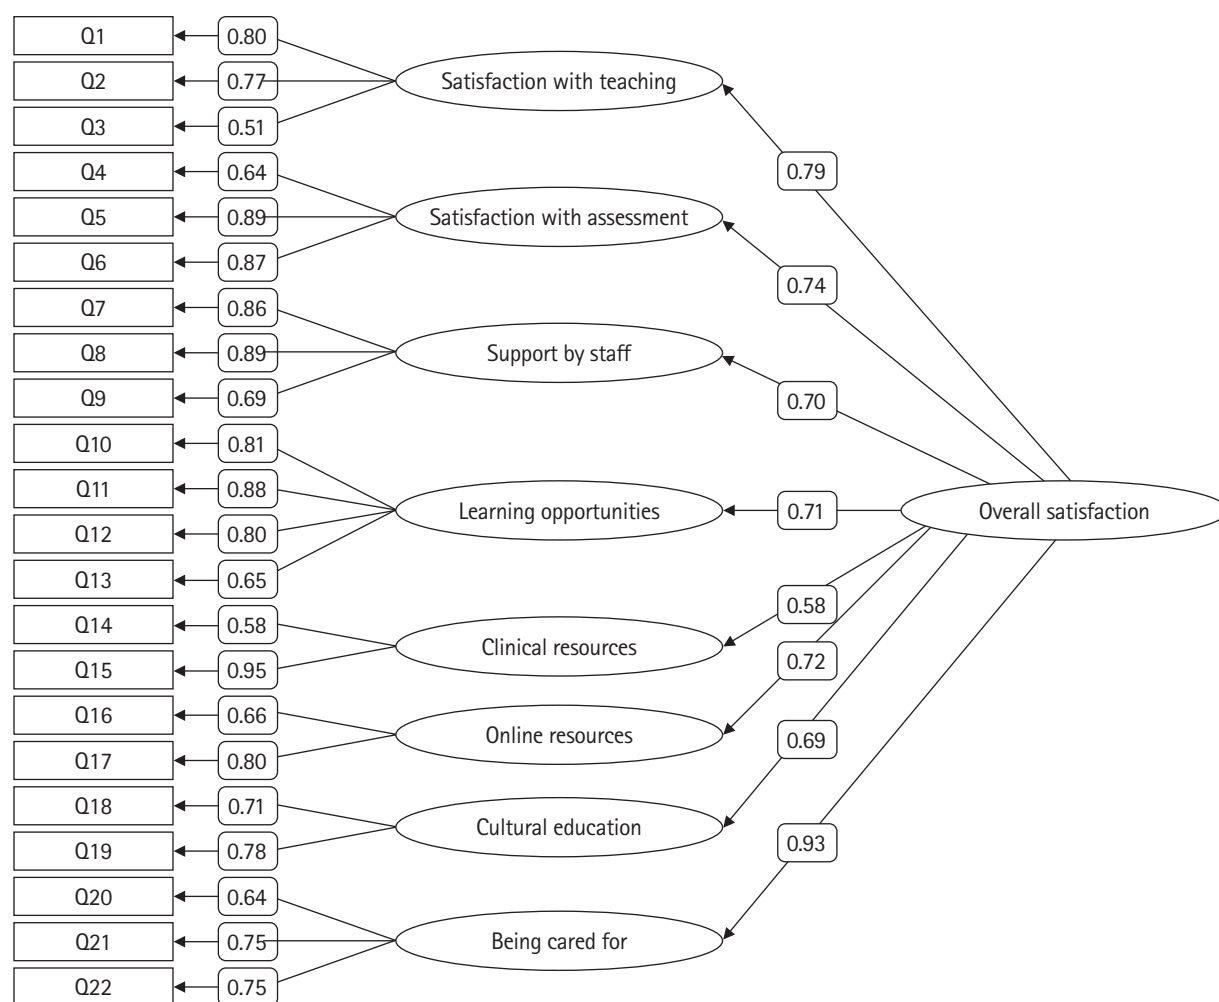 Q1 0.80
Q2 0.77 Satisfaction with teaching
Q3 0.51
0.79
Q4 0.64
Q5 0.89 Satisfaction with assessment
Q6 0.87
0.74
Q7 0.86
Q8 0.89 Support by staff
Q9 0.69
0.70
Q10 0.81
Q11 0.88
Learning opportunities 0.71 Overall satisfaction
Q12 0.80
Q13 0.65
0.58
Q14 0.58
Clinical resources
Q15 0.95
0.72
Q16 0.66
Online resources
Q17 0.80
0.69
Q18 0.71
Cultural education
Q19 0.78
0.93
Q20 0.64
Q21 0.75 Being cared for
Q22 0.75